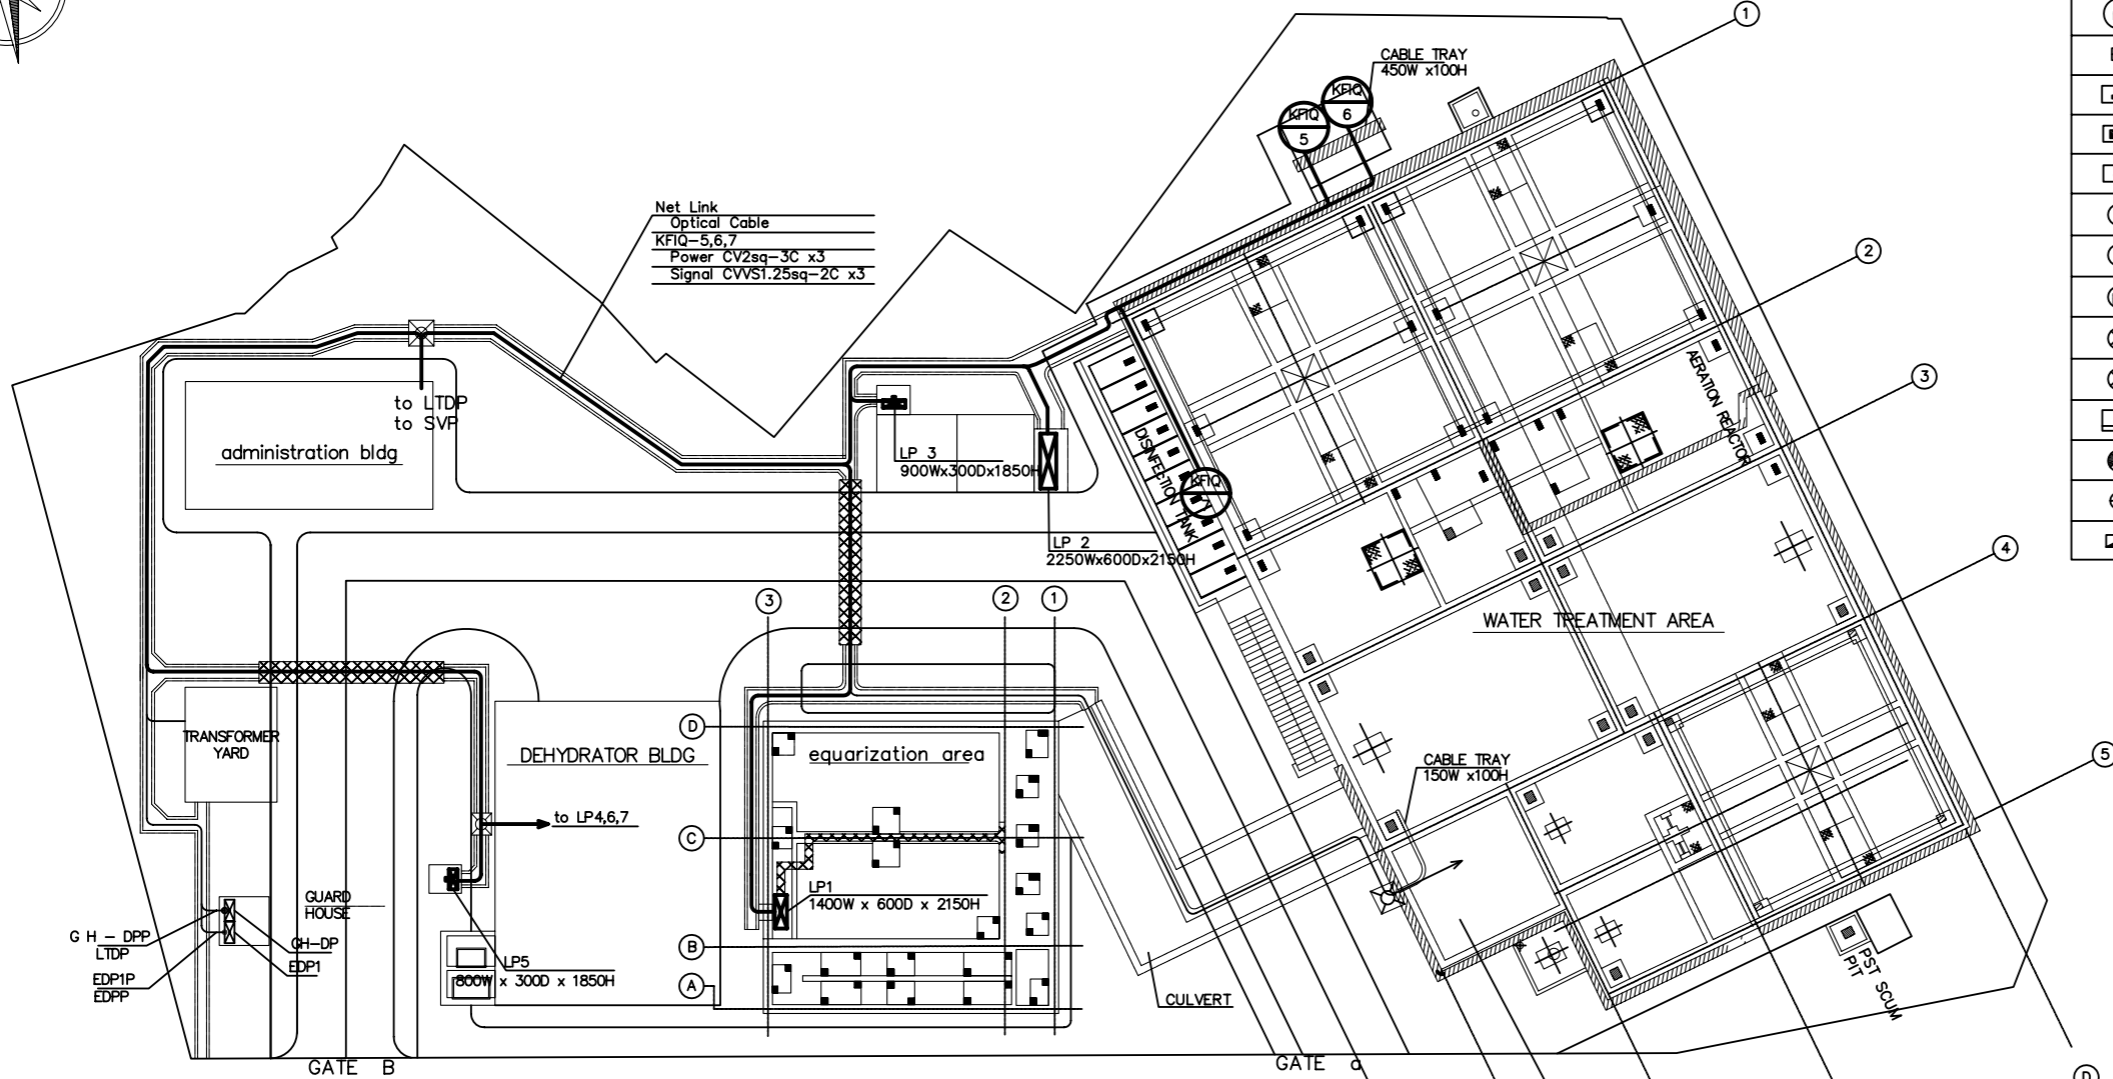 1
CABLE TRAY
450W x100H
KFIQ
6
KFIQ
5
Net Link
Optical Cable
KFIQ-5,6,7
Power CV2sq-3C x3
Signal CVVS1.25sq-2C x3
2
3
AERATION REACTOR
to LTDP
to SVP
administration bldg
LP 3
900Wx300Dx1850H
DISINFECTION TANK
KFIQ
LP 2
2250Wx600Dx2150H
4
3
2
1
WATER TREATMENT AREA
TRANSFORMER
YARD
DEHYDRATOR BLDG
D
equarization area
CABLE TRAY
150W x100H
5
to LP4,6,7
C
LP1
1400W x 600D x 2150H
GUARD
HOUSE
G H - DPP
LTDP
GH-DP
EDP1P
EDPP
EDP1
B
LP5
800W x 300D x 1850H
A
CULVERT
PST SCUM
PIT
GATE B
GATE a
D